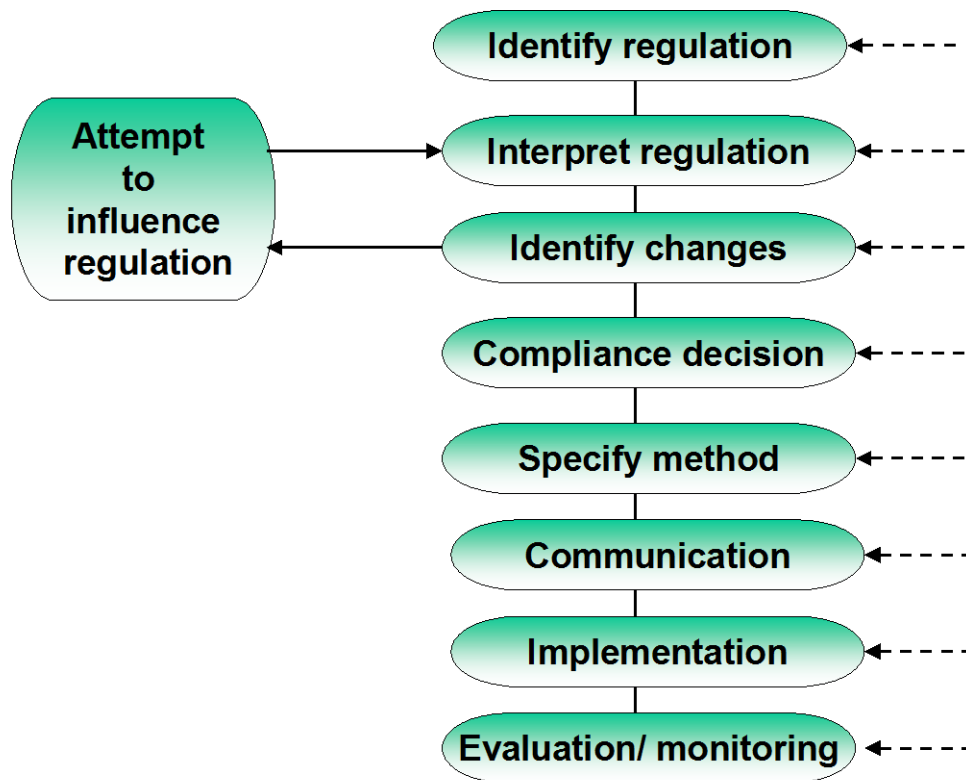 Identify regulation
Attempt
to
influence
regulation
Interpret regulation
Identify changes
Compliance decision
Specify method
Communication
Implementation
Evaluation/ monitoring